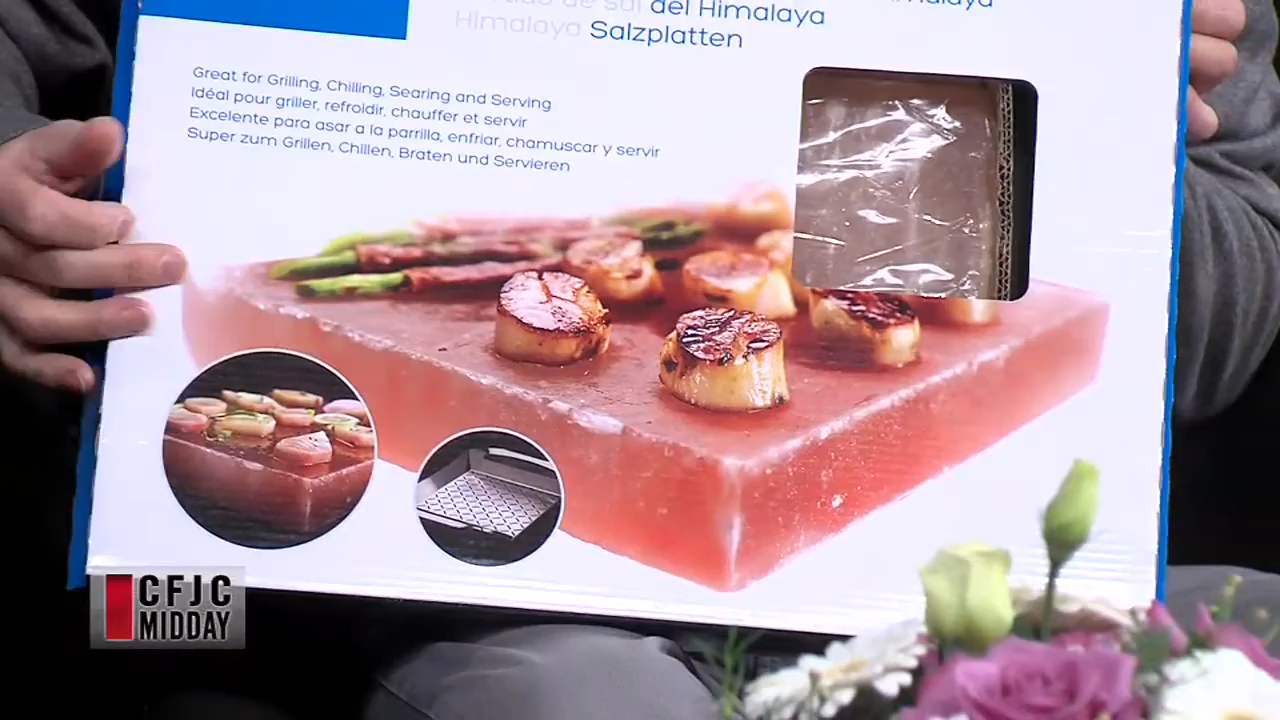 del Himalaya
Himalaya Salzplatten
Great for Grilling, Chilling, Searing and Serving
Idéal pour griller, refroidir, chauffer et servir
Excelente para asar a la parrilla, enfriar, chamuscar y servir
Super zum Grillen, Chillen, Braten und Servieren
CFJC
MIDDAY